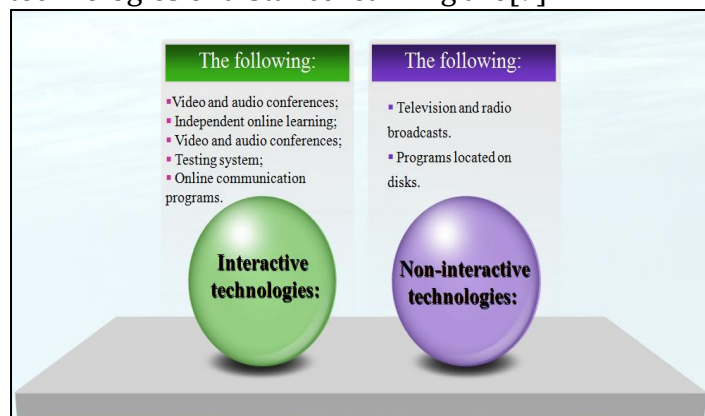 The following:
▪Video and audio conferences;
▪Independent online learning;
▪Video and audio conferences;
▪Testing system;
▪Online communication
programs.
Interactive
technologies:
The following:
▪ Television and radio
broadcasts.
▪ Programs located on
disks.
Non-interactive
technologies: